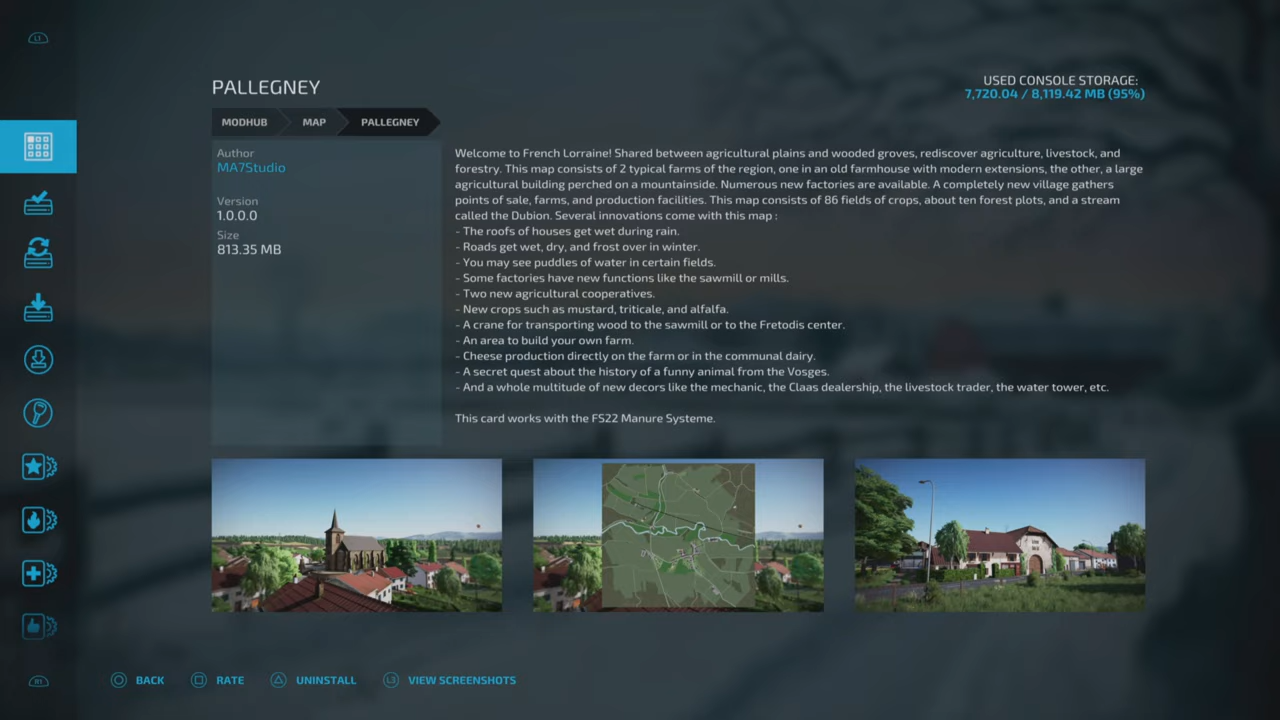 L1
PALLEGNEY
USED CONSOLE STORAGE:
7,720.04 / 8,119.42 MB (95%)
MODHUB MAP PALLEGNEY
Author
MA7Studio
Version
1.0.0.0
Size
813.35 MB
Welcome to French Lorraine! Shared between agricultural plains and wooded groves, rediscover agriculture, livestock, and
forestry. This map consists of 2 typical farms of the region, one in an old farmhouse with modern extensions, the other, a large
agricultural building perched on a mountainside. Numerous new factories are available. A completely new village gathers
points of sale, farms, and production facilities. This map consists of 86 fields of crops, about ten forest plots, and a stream
called the Dubion. Several innovations come with this map :
- The roofs of houses get wet during rain.
- Roads get wet, dry, and frost over in winter.
- You may see puddles of water in certain fields.
- Some factories have new functions like the sawmill or mills.
- Two new agricultural cooperatives.
- New crops such as mustard, triticale, and alfalfa.
- A crane for transporting wood to the sawmill or to the Fretodis center.
- An area to build your own farm.
- Cheese production directly on the farm or in the communal dairy.
- A secret quest about the history of a funny animal from the Vosges.
- And a whole multitude of new decors like the mechanic, the Claas dealership, the livestock trader, the water tower, etc.
This card works with the FS22 Manure Systeme.
R1
BACK RATE UNINSTALL L3 VIEW SCREENSHOTS